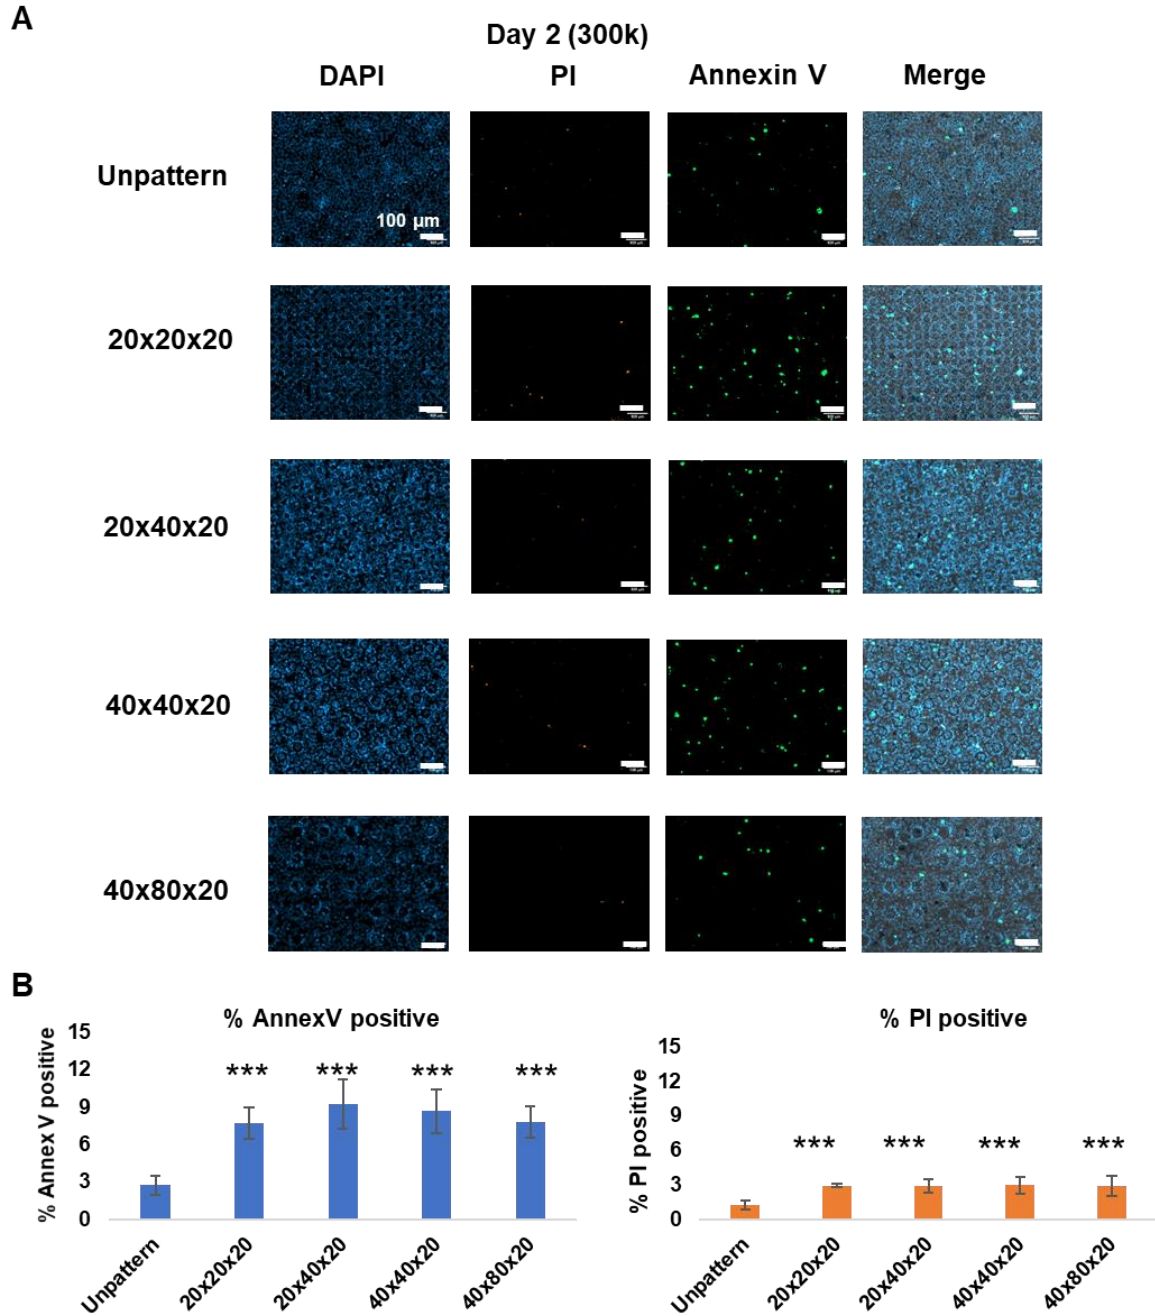 A
Day 2 (300k)
DAPI PI Annexin V Merge
Unpattern
100 µm
20x20x20
20x40x20
40x40x20
40x80x20
B
% AnnexV positive
% Annex V positive
15
12
9
6
3
0
*** *** *** ***
Unpattern 20x20x20 20x40x20 40x40x20 40x80x20
% PI positive
% PI positive
15
12
9
6
3
0
*** *** *** ***
Unpattern 20x20x20 20x40x20 40x40x20 40x80x20